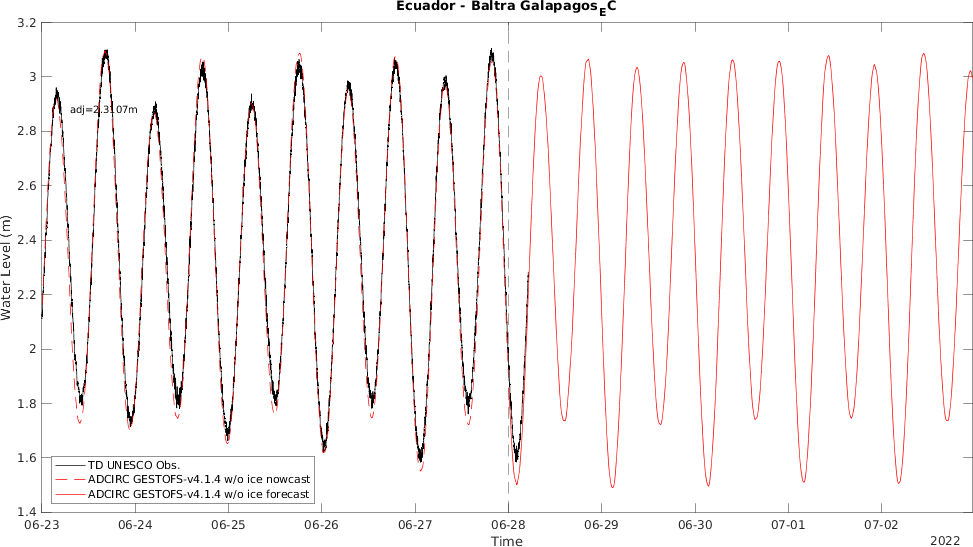 Ecuador - Baltra Galapagos_EC
3.2
3
2.8
2.6
2.4
2.2
2
1.8
1.6
1.4
Water Level (m)
adj=2.3107m
TD UNESCO Obs.
ADCIRC GESTOFS-v4.1.4 w/o ice nowcast
ADCIRC GESTOFS-v4.1.4 w/o ice forecast
06-23 06-24 06-25 06-26 06-27 06-28 06-29 06-30 07-01 07-02
Time
2022